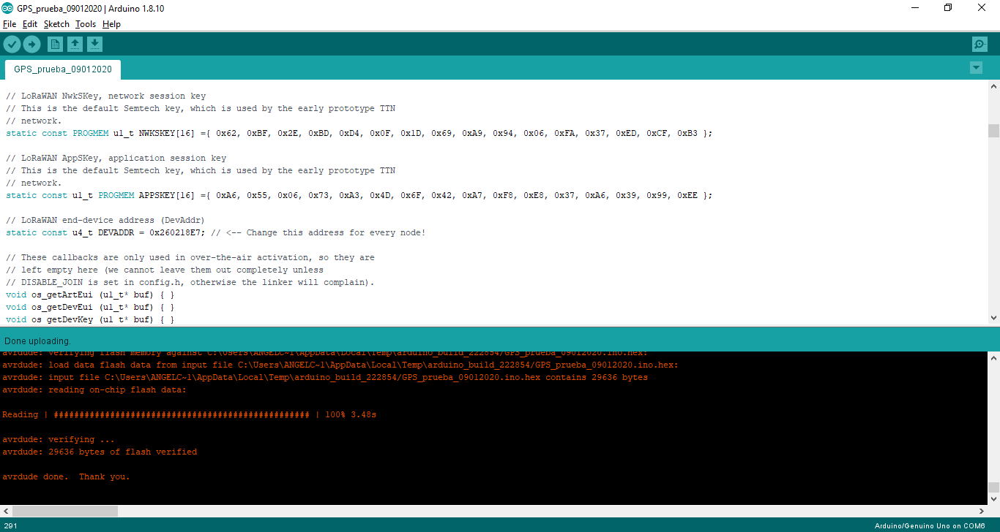 GPS_prueba_09012020 | Arduino 1.8.10
File Edit Sketch Tools Help
GPS_prueba_09012020
// LoRaWAN NwkSKey, network session key
// This is the default Semtech key, which is used by the early prototype TTN
// network.
static const PROGMEM u1_t NWKSKEY[16] ={ 0x62, 0xBF, 0x2E, 0xBD, 0xD4, 0x0F, 0x1D, 0x69, 0xA9, 0x94, 0x06, 0xFA, 0x37, 0xED, 0xCF, 0xB3 };
// LoRaWAN AppSKey, application session key
// This is the default Semtech key, which is used by the early prototype TTN
// network.
static const u1_t PROGMEM APPSKEY[16] ={ 0xA6, 0x55, 0x06, 0x73, 0xA3, 0x4D, 0x6F, 0x42, 0xA7, 0xF8, 0xE8, 0x37, 0xA6, 0x39, 0x99, 0xEE };
// LoRaWAN end-device address (DevAddr)
static const u4_t DEVADDR = 0x260218E7; // <-- Change this address for every node!
// These callbacks are only used in over-the-air activation, so they are
// left empty here (we cannot leave them out completely unless
// DISABLE_JOIN is set in config.h, otherwise the linker will complain).
void os_getArtEui (u1_t* buf) { }
void os_getDevEui (u1_t* buf) { }
void os_getDevKey (u1_t* buf) { }
Done uploading.
avrdude: verifying flash memory against C:\Users\ANGELC~1\AppData\Local\Temp\arduino_build_222854/GPS_prueba_09012020.ino.hex:
avrdude: load data flash data from input file C:\Users\ANGELC~1\AppData\Local\Temp\arduino_build_222854/GPS_prueba_09012020.ino.hex:
avrdude: input file C:\Users\ANGELC~1\AppData\Local\Temp\arduino_build_222854/GPS_prueba_09012020.ino.hex contains 29636 bytes
avrdude: reading on-chip flash data:
Reading | ################################################## | 100% 3.48s
avrdude: verifying ...
avrdude: 29636 bytes of flash verified
avrdude done.  Thank you.
291 Arduino/Genuino Uno on COM6